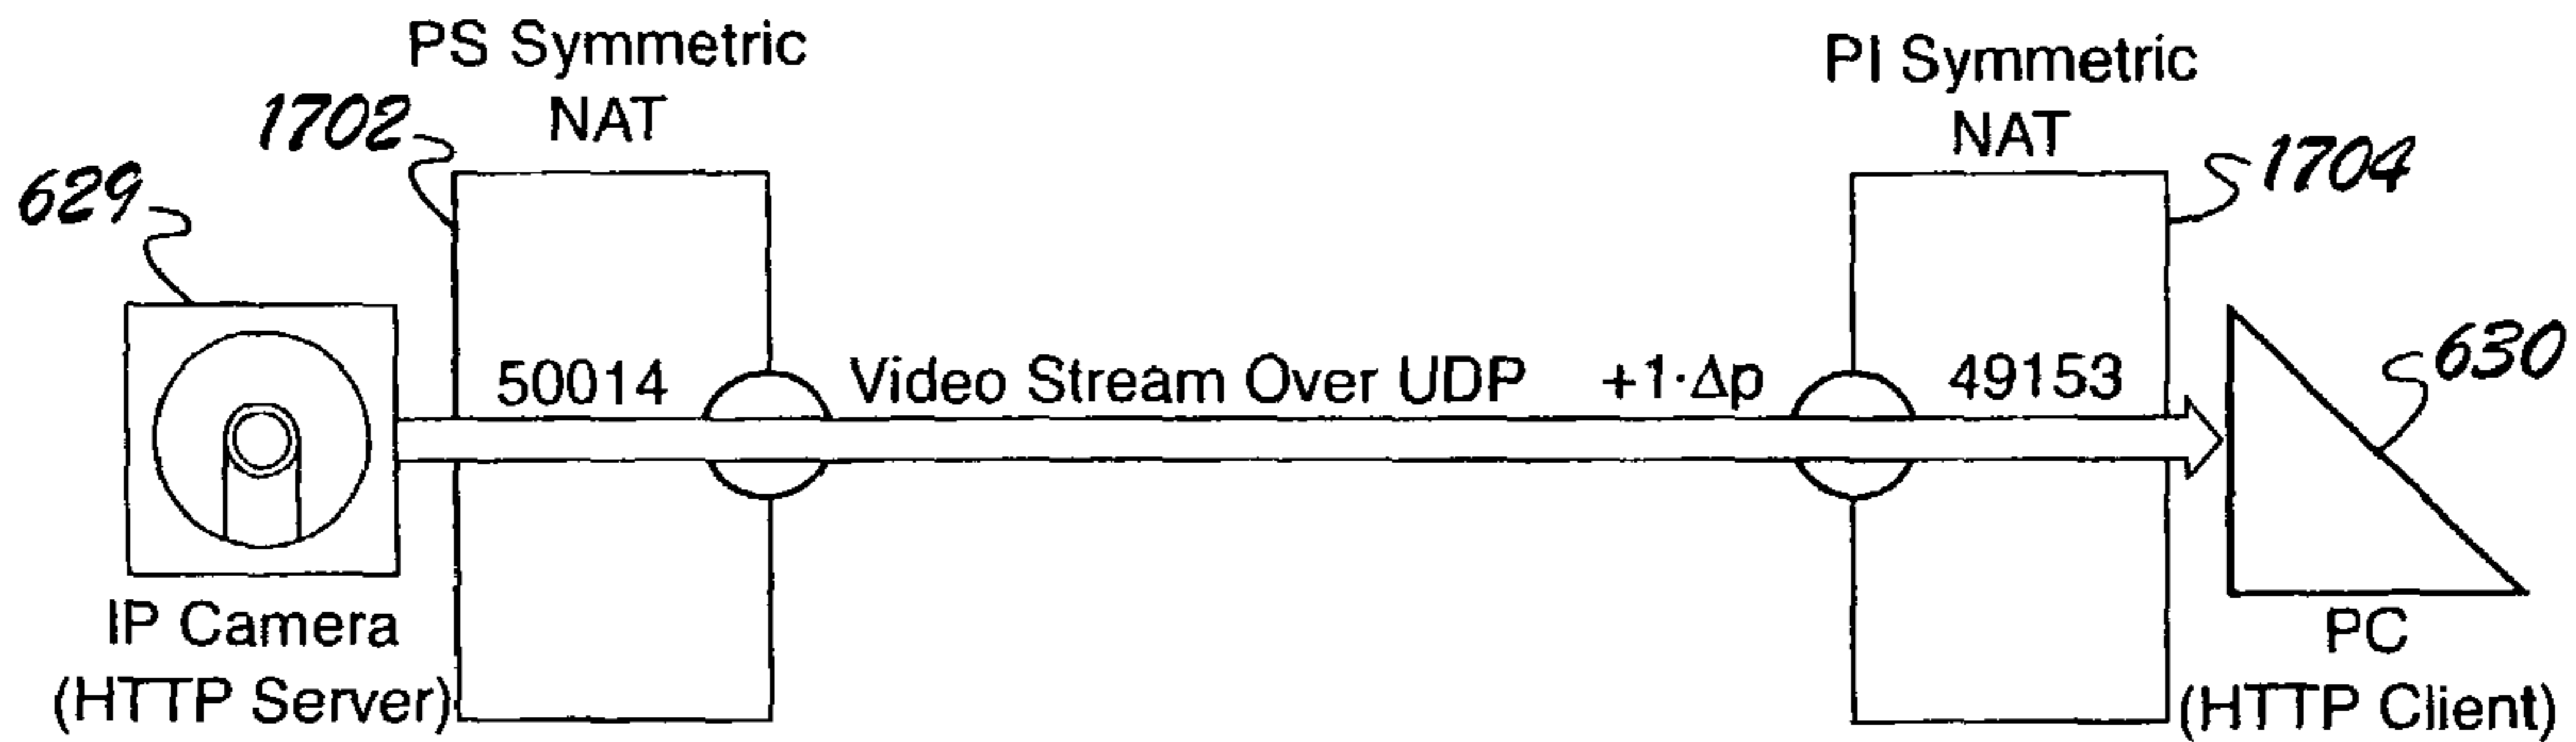 PS Symmetric
NAT
PI Symmetric
NAT
1702
1704
629
630
50014
Video Stream Over UDP
+1·Δp
49153
IP Camera
(HTTP Server)
PC
(HTTP Client)